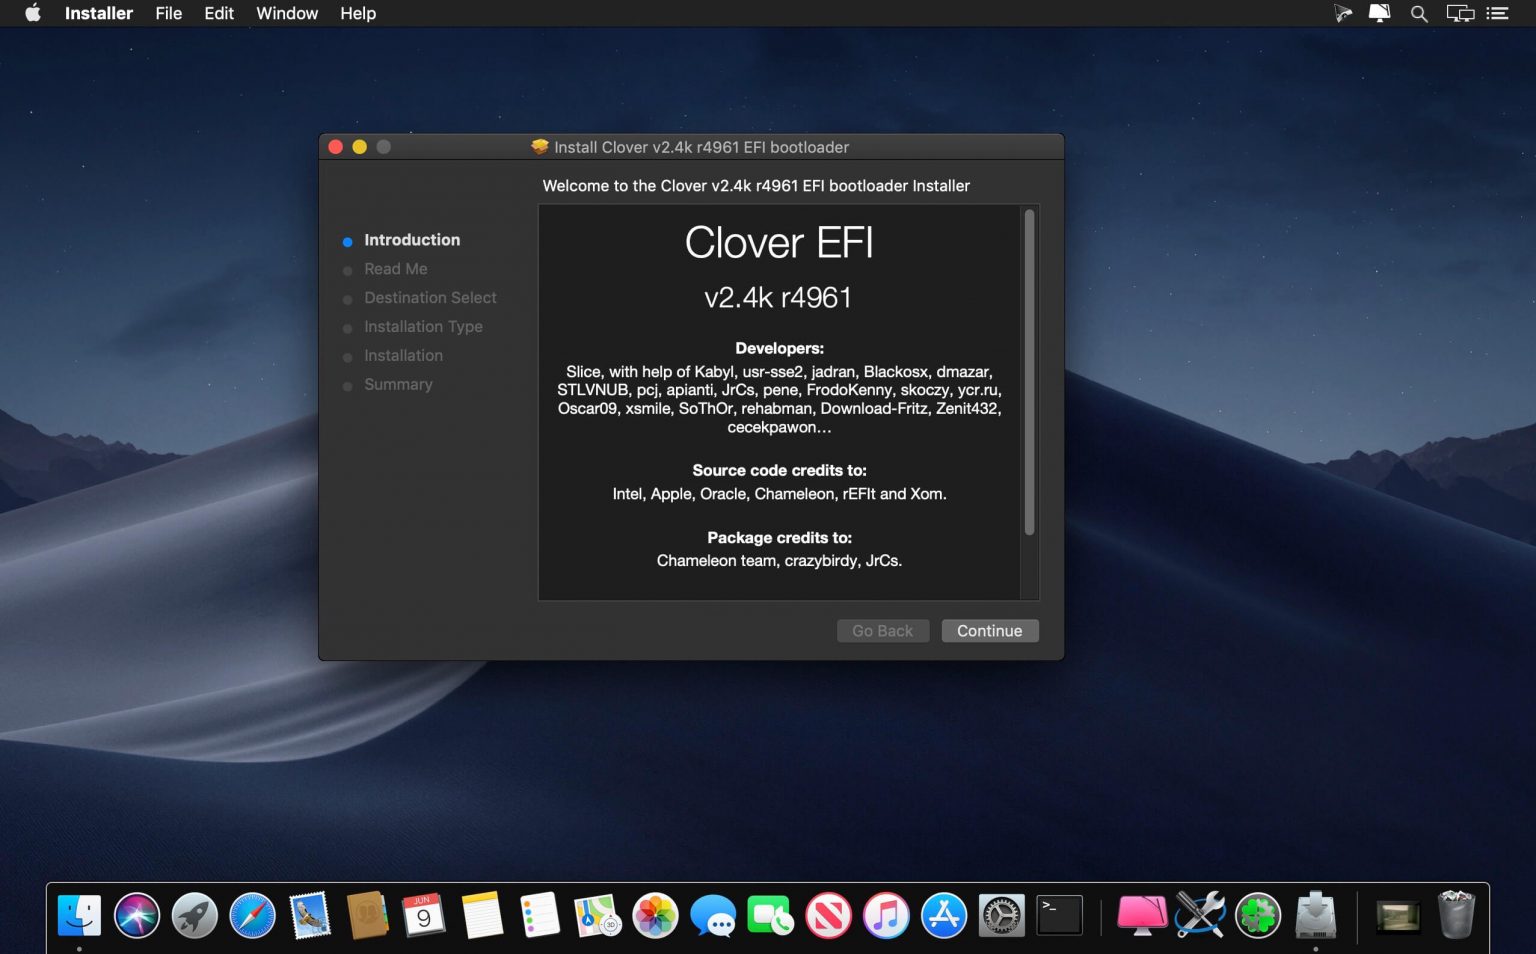 Installer File Edit Window Help
Install Clover v2.4k r4961 EFI bootloader
Welcome to the Clover v2.4k r4961 EFI bootloader Installer
Introduction
Read Me
Destination Select
Installation Type
Installation
Summary
Clover EFI
v2.4k r4961
Developers:
Slice, with help of Kabyl, usr-sse2, jadran, Blackosx, dmazar,
STLVNUB, pcj, apianti, JrCs, pene, FrodoKenny, skoczy, ycr.ru,
Oscar09, xsmile, SoThOr, rehabman, Download-Fritz, Zenit432,
cecekpawon...
Source code credits to:
Intel, Apple, Oracle, Chameleon, rEFIt and Xom.
Package credits to:
Chameleon team, crazybirdy, JrCs.
Go Back Continue
JUN
9
3D
>_